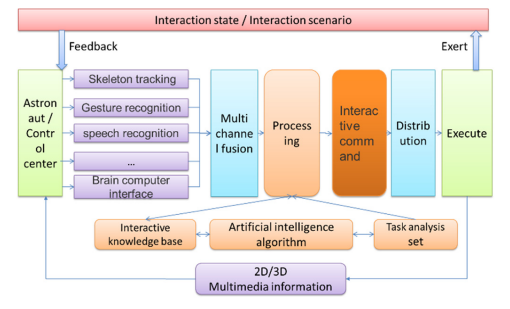 Interaction state / Interaction scenario
Feedback
Exert
Astron
aut /
Contr
ol
center
Skeleton tracking
Gesture recognition
speech recognition
...
Brain computer
interface
Multi
channe
l fusion
Process
ing
Interac
tive
comm
and
Distrib
ution
Execute
Interactive
knowledge base
Artificial intelligence
algorithm
Task analysis
set
2D/3D
Multimedia information